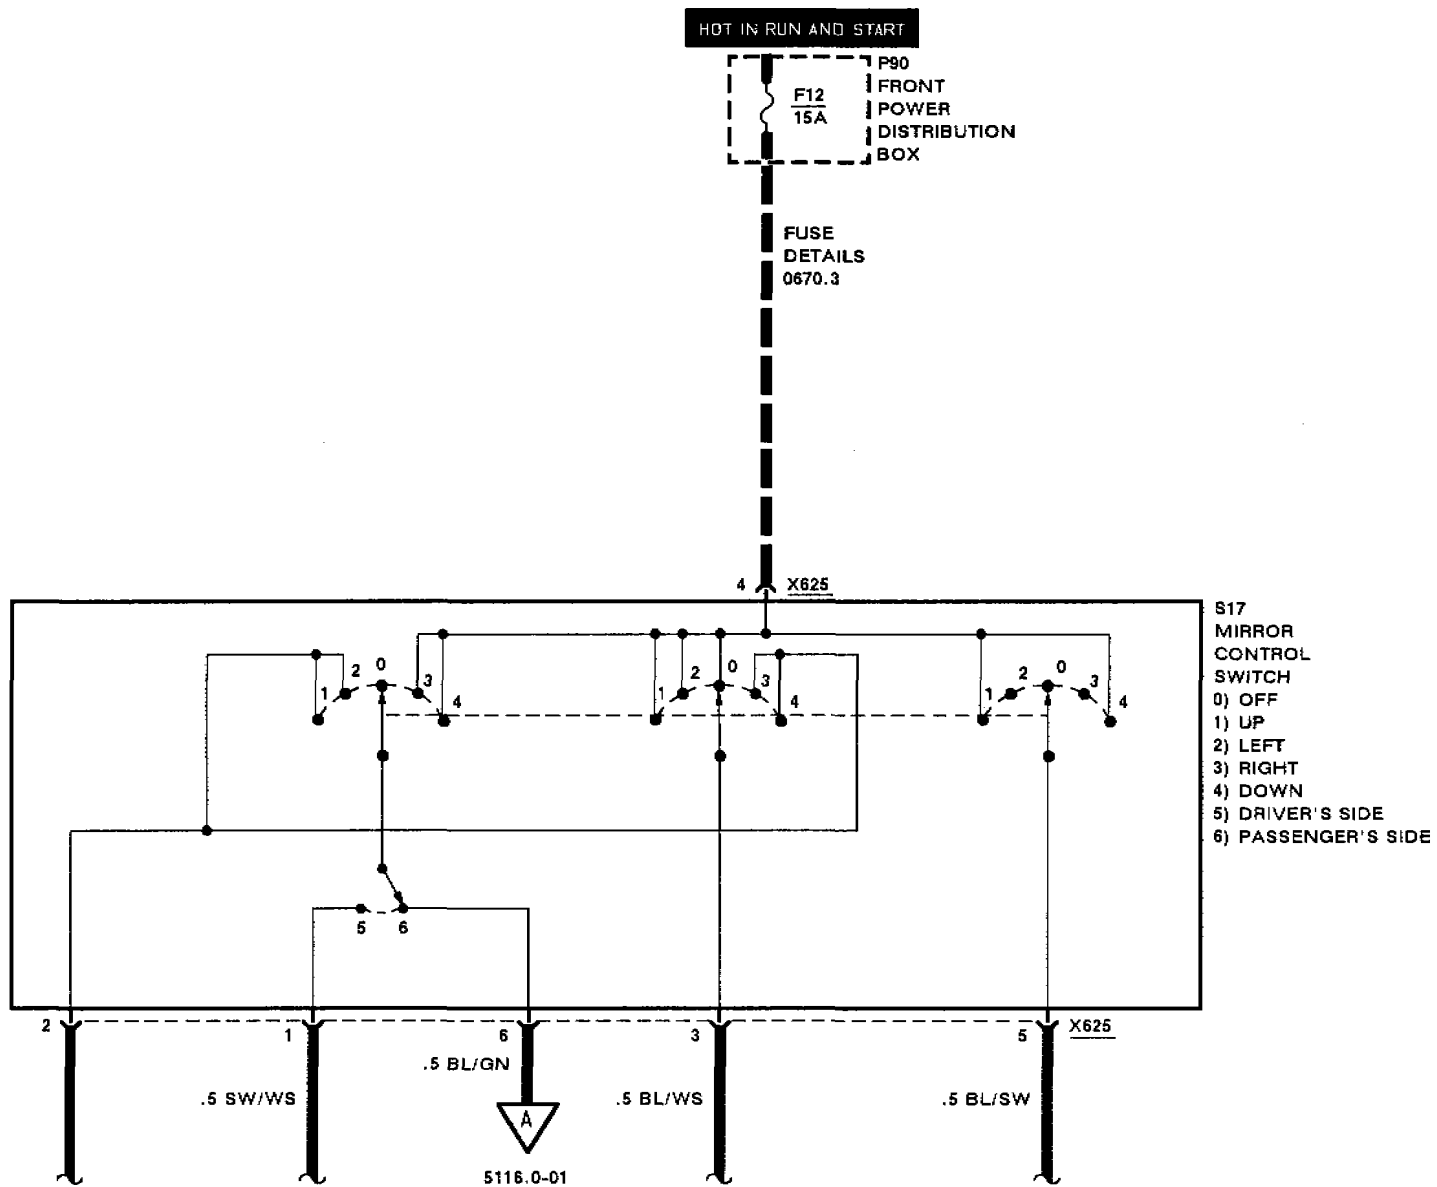 HOT IN RUN AND START
P90
FRONT
POWER
DISTRIBUTION
BOX
F12
15A
FUSE
DETAILS
0670.3
4 X625
S17
MIRROR
CONTROL
SWITCH
0) OFF
1) UP
2) LEFT
3) RIGHT
4) DOWN
5) DRIVER'S SIDE
6) PASSENGER'S SIDE
1 2 0 3 4
1 2 0 3 4
1 2 0 3 4
5 6
2 1 6 3 5 X625
.5 BL/GN
.5 SW/WS
.5 BL/WS
.5 BL/SW
A
5116.0-01